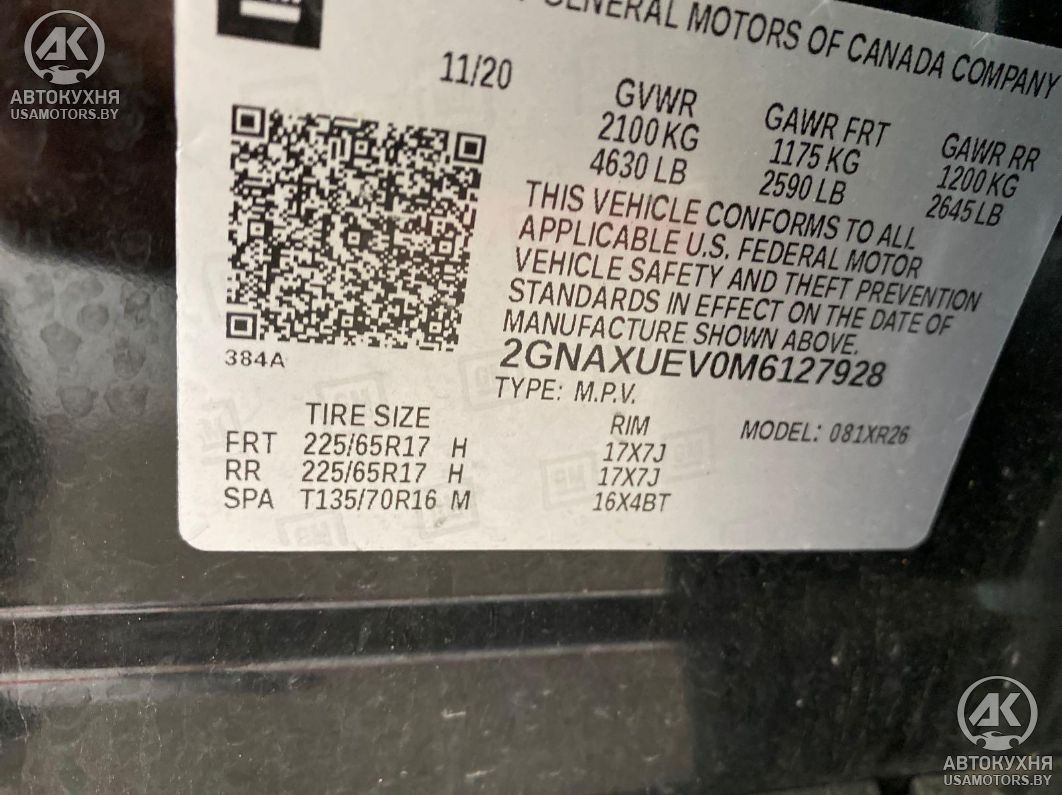 AK
АВТОКУХНЯ
USAMOTORS.BY
GENERAL MOTORS OF CANADA COMPANY
11/20
GVWR
2100 KG
4630 LB
GAWR FRT
1175 KG
2590 LB
GAWR RR
1200 KG
2645 LB
THIS VEHICLE CONFORMS TO ALL
APPLICABLE U.S. FEDERAL MOTOR
VEHICLE SAFETY AND THEFT PREVENTION
STANDARDS IN EFFECT ON THE DATE OF
MANUFACTURE SHOWN ABOVE.
2GNAXUEV0M6127928
TYPE: M.P.V.
384A
TIRE SIZE RIM MODEL: 081XR26
FRT 225/65R17 H 17X7J
RR 225/65R17 H 17X7J
SPA T135/70R16 M 16X4BT
AK
АВТОКУХНЯ
USAMOTORS.BY